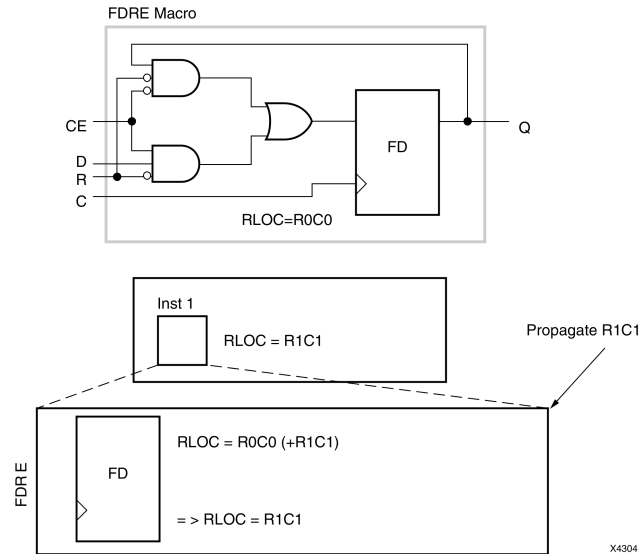 FDRE Macro
CE
D
R
C
FD
Q
RLOC=R0C0
Inst 1
RLOC = R1C1
Propagate R1C1
FDR E
FD
RLOC = R0C0 (+R1C1)
= > RLOC = R1C1
X4304